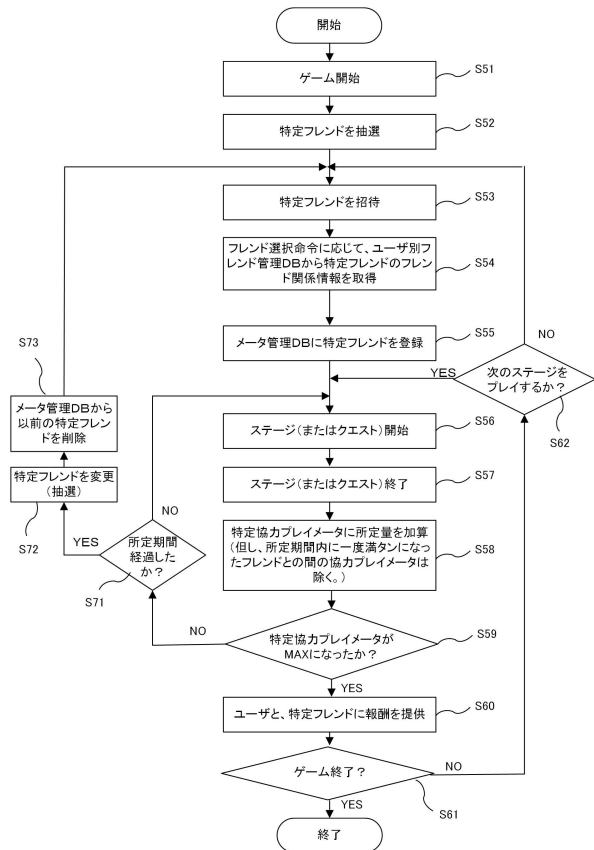 開始
ゲーム開始
S51
特定フレンドを抽選
S52
特定フレンドを招待
S53
フレンド選択命令に応じて、ユーザ別フ
レンド管理DBから特定フレンドのフレン
ド関係情報を取得
S54
メータ管理DBに特定フレンドを登録
S55
NO
YES
次のステージを
プレイするか？
S62
S73
メータ管理DBから
以前の特定フレン
ドを削除
ステージ(またはクエスト)開始
S56
特定フレンドを変更
(抽選)
S72
ステージ(またはクエスト)終了
S57
NO
YES
所定期間
経過した
か？
S71
特定協力プレイメータに所定量を加算
(但し、所定期間内に一度満タンになっ
たフレンドとの間の協力プレイメータは
除く。)
S58
NO
特定協力プレイメータが
MAXになったか？
S59
YES
ユーザと、特定フレンドに報酬を提供
S60
ゲーム終了？
NO
S61
YES
終了